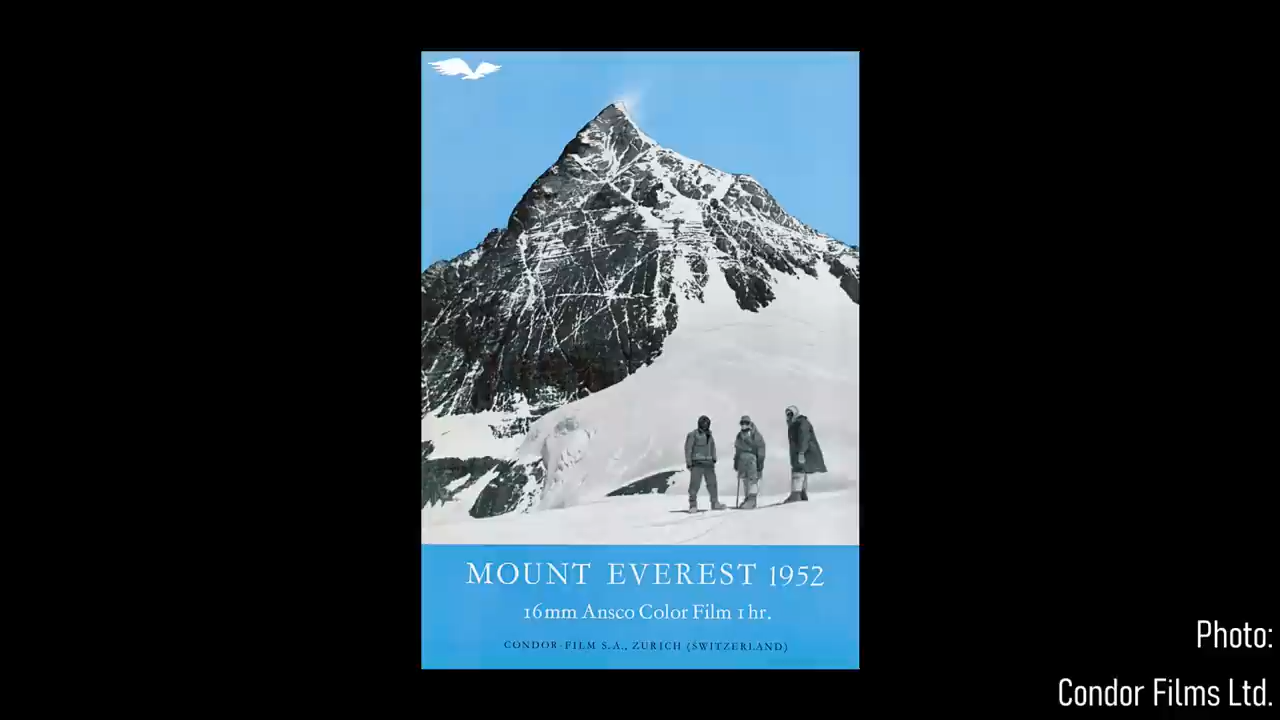 MOUNT EVEREST 1952
16mm Ansco Color Film 1 hr.
CONDOR-FILM S.A., ZURICH (SWITZERLAND)
Photo:
Condor Films Ltd.